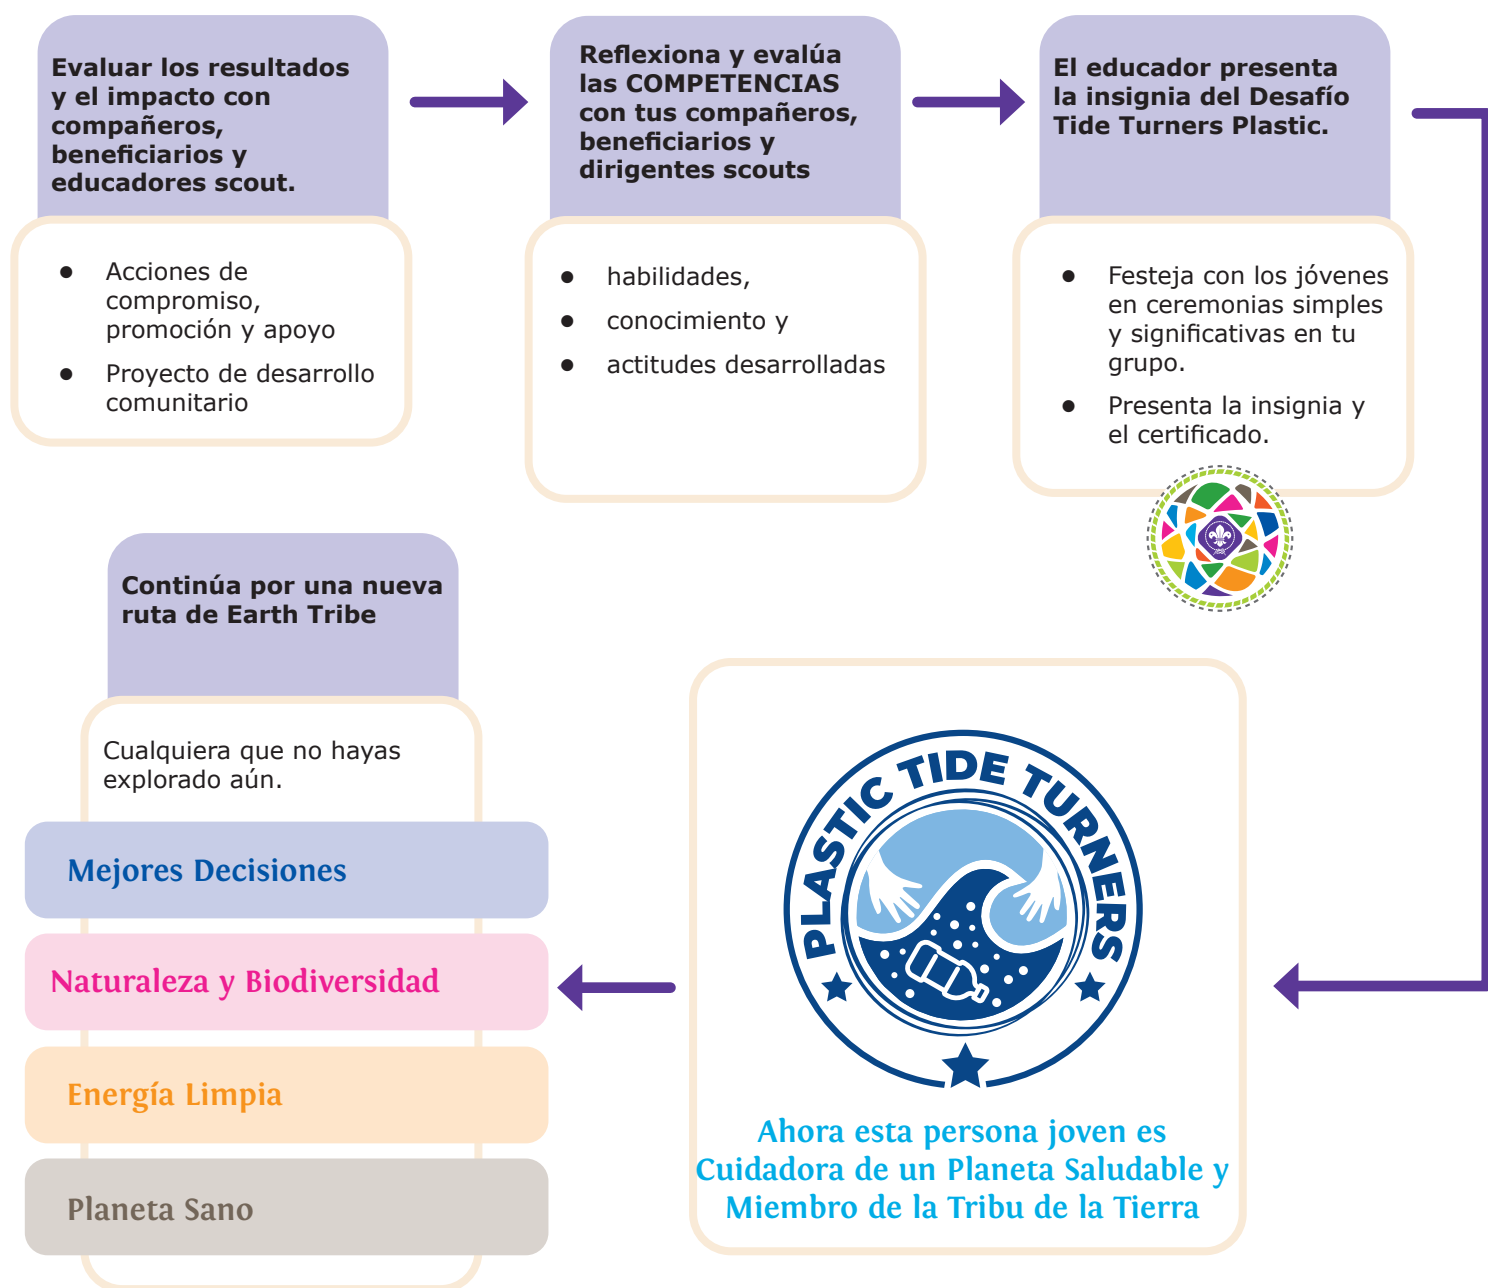 Evaluar los resultados
y el impacto con
compañeros,
beneficiarios y
educadores scout.
● Acciones de
compromiso,
promoción y apoyo
● Proyecto de desarrollo
comunitario
Reflexiona y evalúa
las COMPETENCIAS
con tus compañeros,
beneficiarios y
dirigentes scouts
● habilidades,
● conocimiento y
● actitudes desarrolladas
El educador presenta
la insignia del Desafío
Tide Turners Plastic.
● Festeja con los jóvenes
en ceremonias simples
y significativas en tu
grupo.
● Presenta la insignia y
el certificado.
PLASTIC TIDE TURNERS
Ahora esta persona joven es
Cuidadora de un Planeta Saludable y
Miembro de la Tribu de la Tierra
Continúa por una nueva
ruta de Earth Tribe
Cualquiera que no hayas
explorado aún.
Mejores Decisiones
Naturaleza y Biodiversidad
Energía Limpia
Planeta Sano